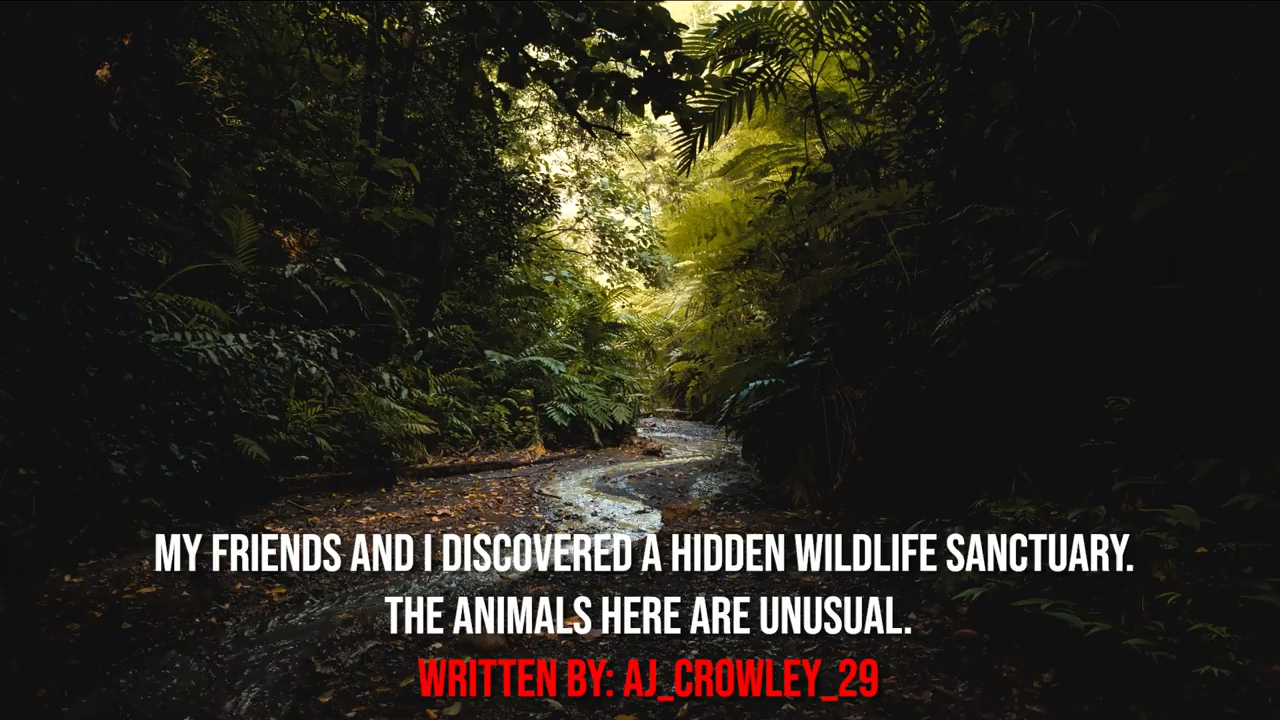 MY FRIENDS AND I DISCOVERED A HIDDEN WILDLIFE SANCTUARY.
THE ANIMALS HERE ARE UNUSUAL.
WRITTEN BY: AJ_CROWLEY_29